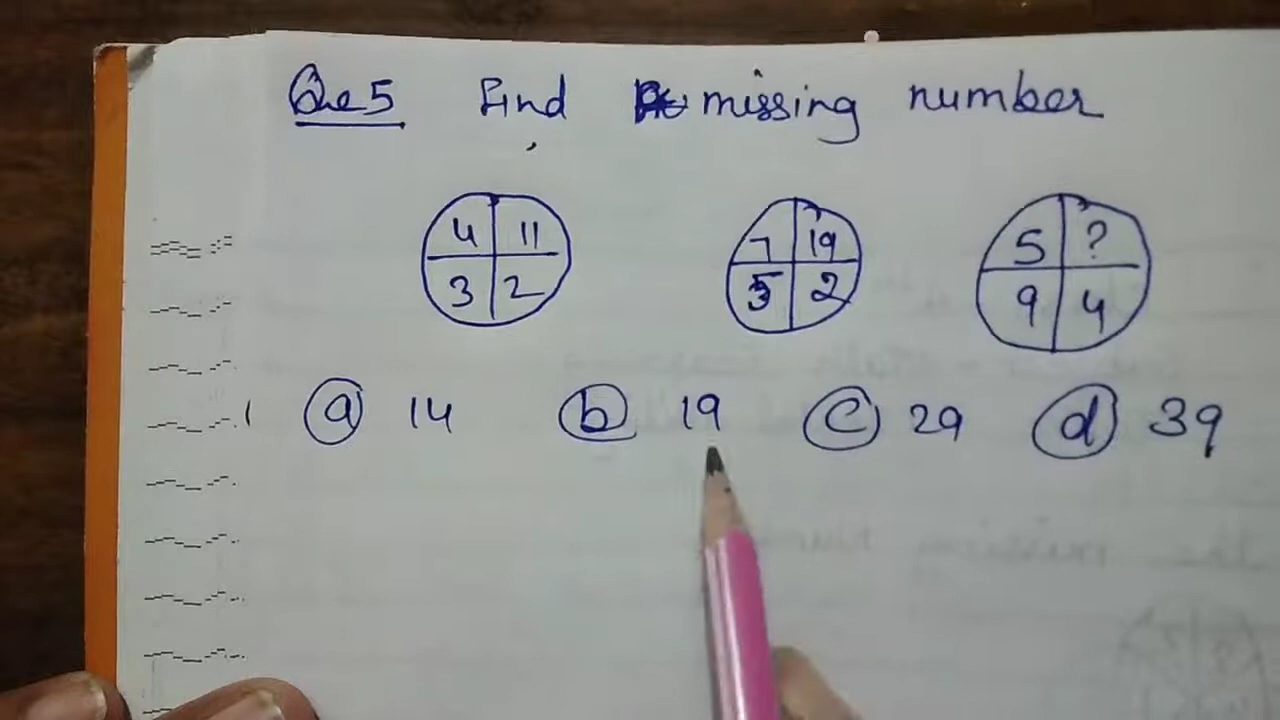 Que 5 Find missing number
4 11 7 19 5 ?
3 2 5 2 9 4
a 14 b 19 c 29 d 39